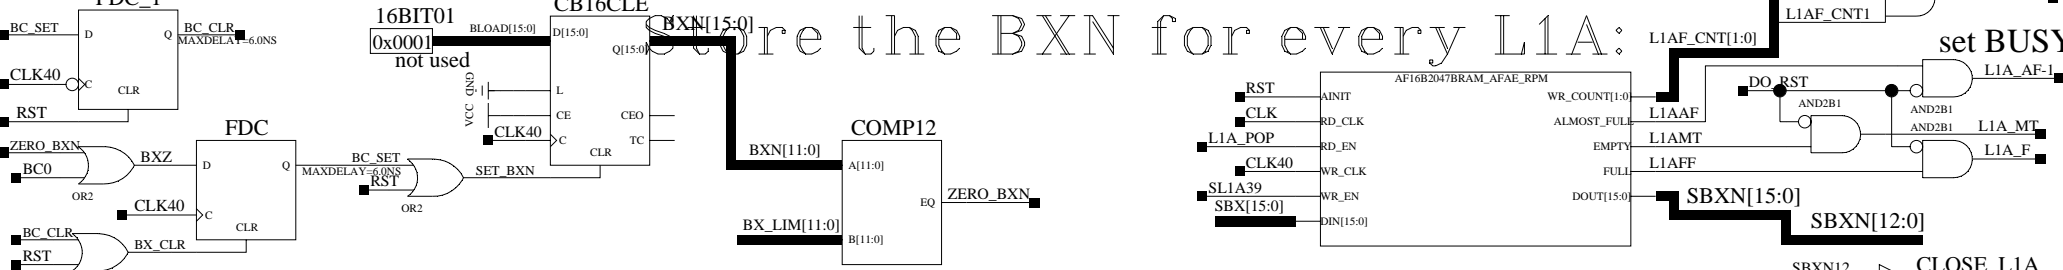 BC_SET
D
Q
BC_CLR
MAXDELAY=6.0NS
CLK40
C
CLR
RST
FDC
ZERO_BXN
BXZ
BC0
OR2
D
Q
BC_SET
MAXDELAY=6.0NS
RST
CLK40
C
CLR
BC_CLR
BX_CLR
RST
OR2
SET_BXN
16BIT01
0x0001
not used
BLOAD[15:0]
CB16CLE
D[15:0]
Q[15:0]
BXN[15:0]
GND
L
VCC
CE
CEO
CLK40
C
TC
CLR
Store the BXN for every L1A:
COMP12
BXN[11:0]
A[11:0]
EQ
ZERO_BXN
BX_LIM[11:0]
B[11:0]
AF16B2047BRAM_AFAE_RPM
RST
AINIT
CLK
RD_CLK
L1A_POP
RD_EN
CLK40
WR_CLK
SL1A39
WR_EN
SBX[15:0]
DIN[15:0]
WR_COUNT[1:0]
ALMOST_FULL
EMPTY
FULL
DOUT[15:0]
L1AF_CNT[1:0]
L1AF_CNT1
L1AAF
L1AMT
L1AFF
SBXN[15:0]
SBXN[12:0]
set BUSY
DO_RST
L1A_AF-1
AND2B1
AND2B1
L1A_MT
L1A_F
SBXN12
CLOSE_L1A